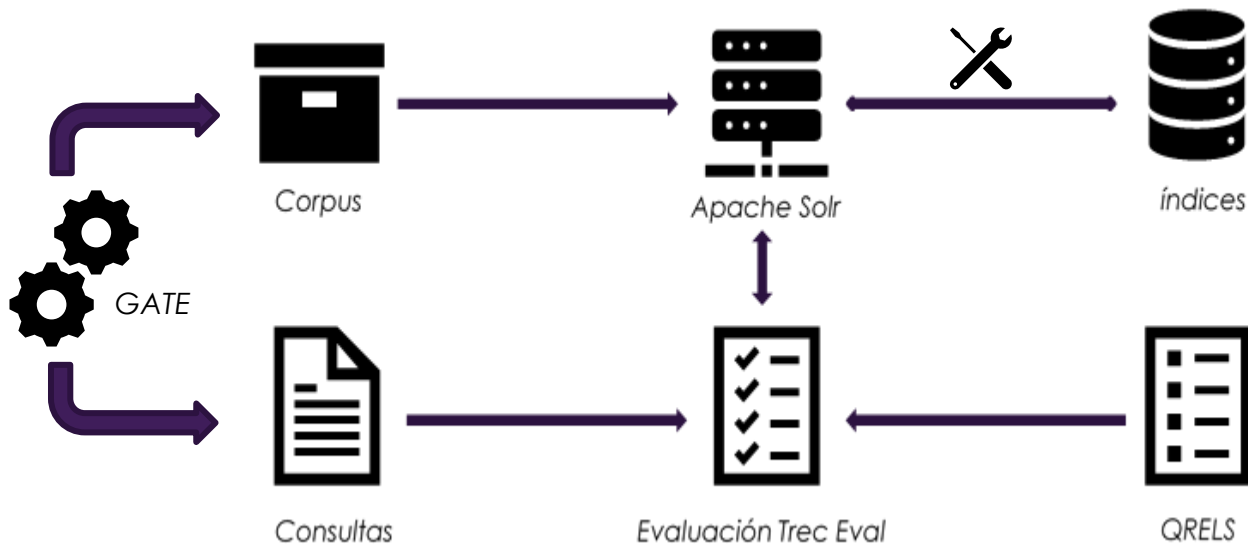 Corpus
Apache Solr
índices
GATE
Consultas
Evaluación Trec Eval
QRELS